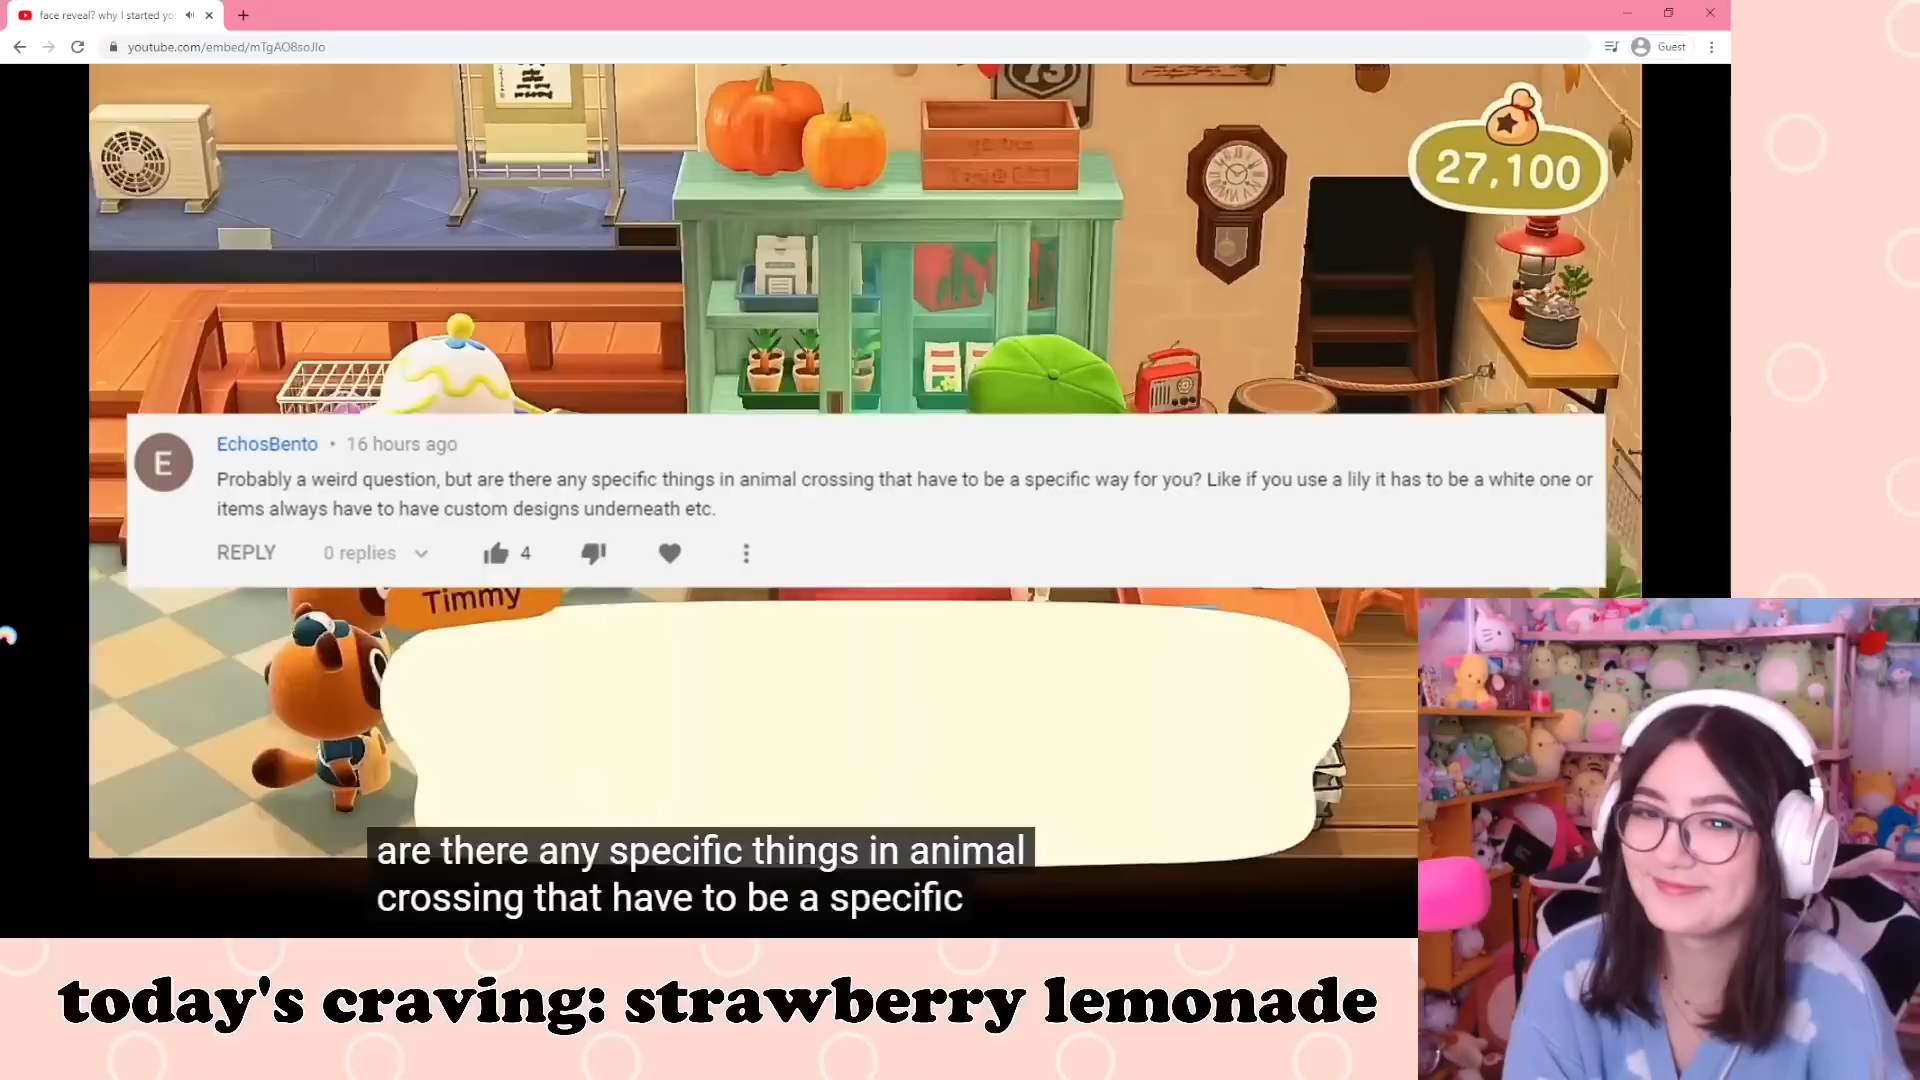 face reveal? why I started yo
youtube.com/embed/mTgAO8soJlo
Guest
73
27,100
E
EchosBento • 16 hours ago
Probably a weird question, but are there any specific things in animal crossing that have to be a specific way for you? Like if you use a lily it has to be a white one or
items always have to have custom designs underneath etc.
REPLY 0 replies 4
Timmy
are there any specific things in animal
crossing that have to be a specific
today's craving: strawberry lemonade